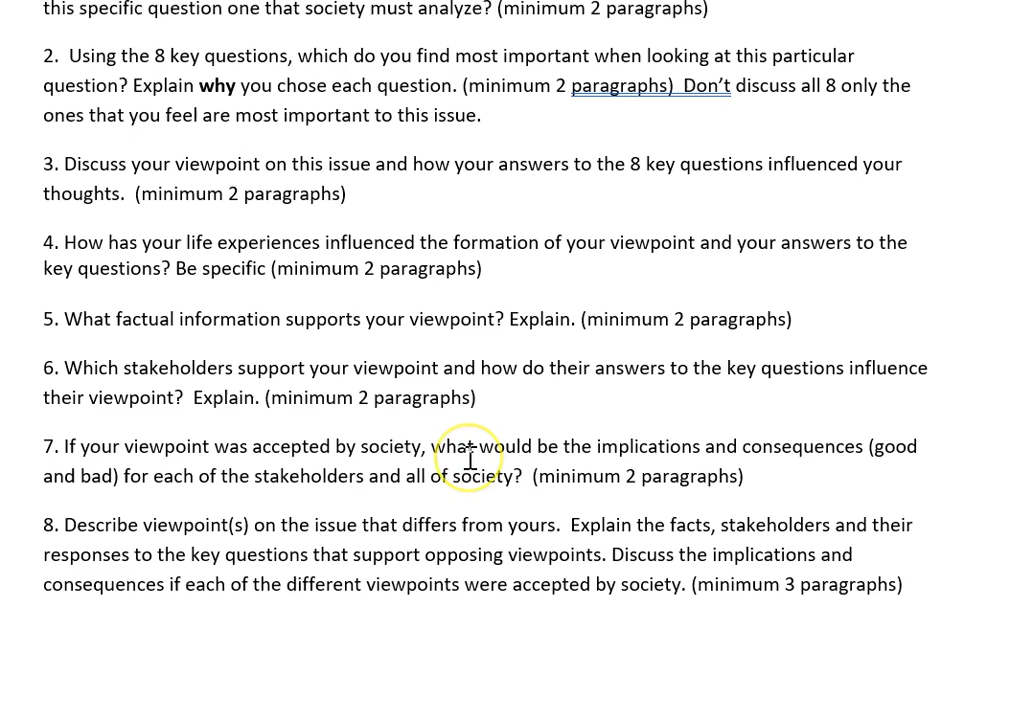 this specific question one that society must analyze? (minimum 2 paragraphs)
2.  Using the 8 key questions, which do you find most important when looking at this particular
question? Explain why you chose each question. (minimum 2 paragraphs)  Don't discuss all 8 only the
ones that you feel are most important to this issue.
3. Discuss your viewpoint on this issue and how your answers to the 8 key questions influenced your
thoughts.  (minimum 2 paragraphs)
4. How has your life experiences influenced the formation of your viewpoint and your answers to the
key questions? Be specific (minimum 2 paragraphs)
5. What factual information supports your viewpoint? Explain. (minimum 2 paragraphs)
6. Which stakeholders support your viewpoint and how do their answers to the key questions influence
their viewpoint?  Explain. (minimum 2 paragraphs)
7. If your viewpoint was accepted by society, what would be the implications and consequences (good
and bad) for each of the stakeholders and all of society?  (minimum 2 paragraphs)
8. Describe viewpoint(s) on the issue that differs from yours.  Explain the facts, stakeholders and their
responses to the key questions that support opposing viewpoints. Discuss the implications and
consequences if each of the different viewpoints were accepted by society. (minimum 3 paragraphs)